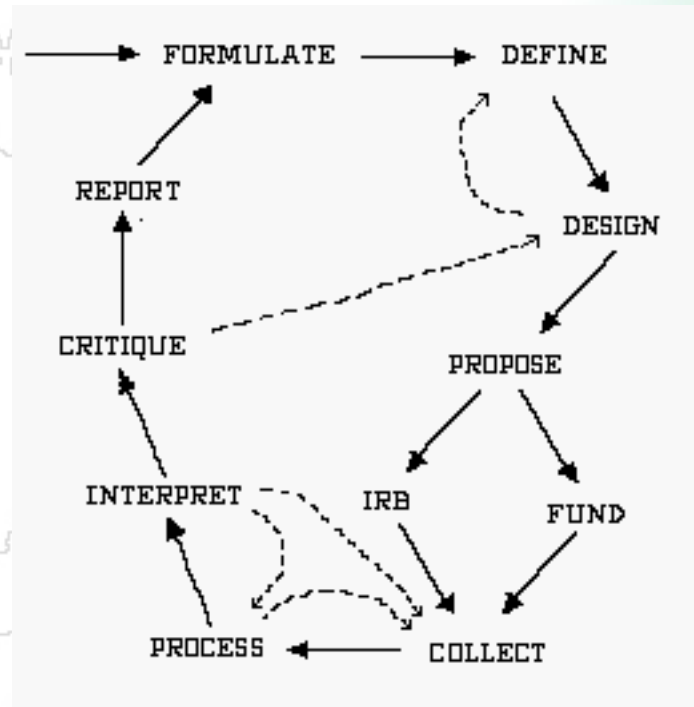 FORMULATE
DEFINE
REPORT
DESIGN
CRITIQUE
PROPOSE
INTERPRET
IRB
FUND
PROCESS
COLLECT